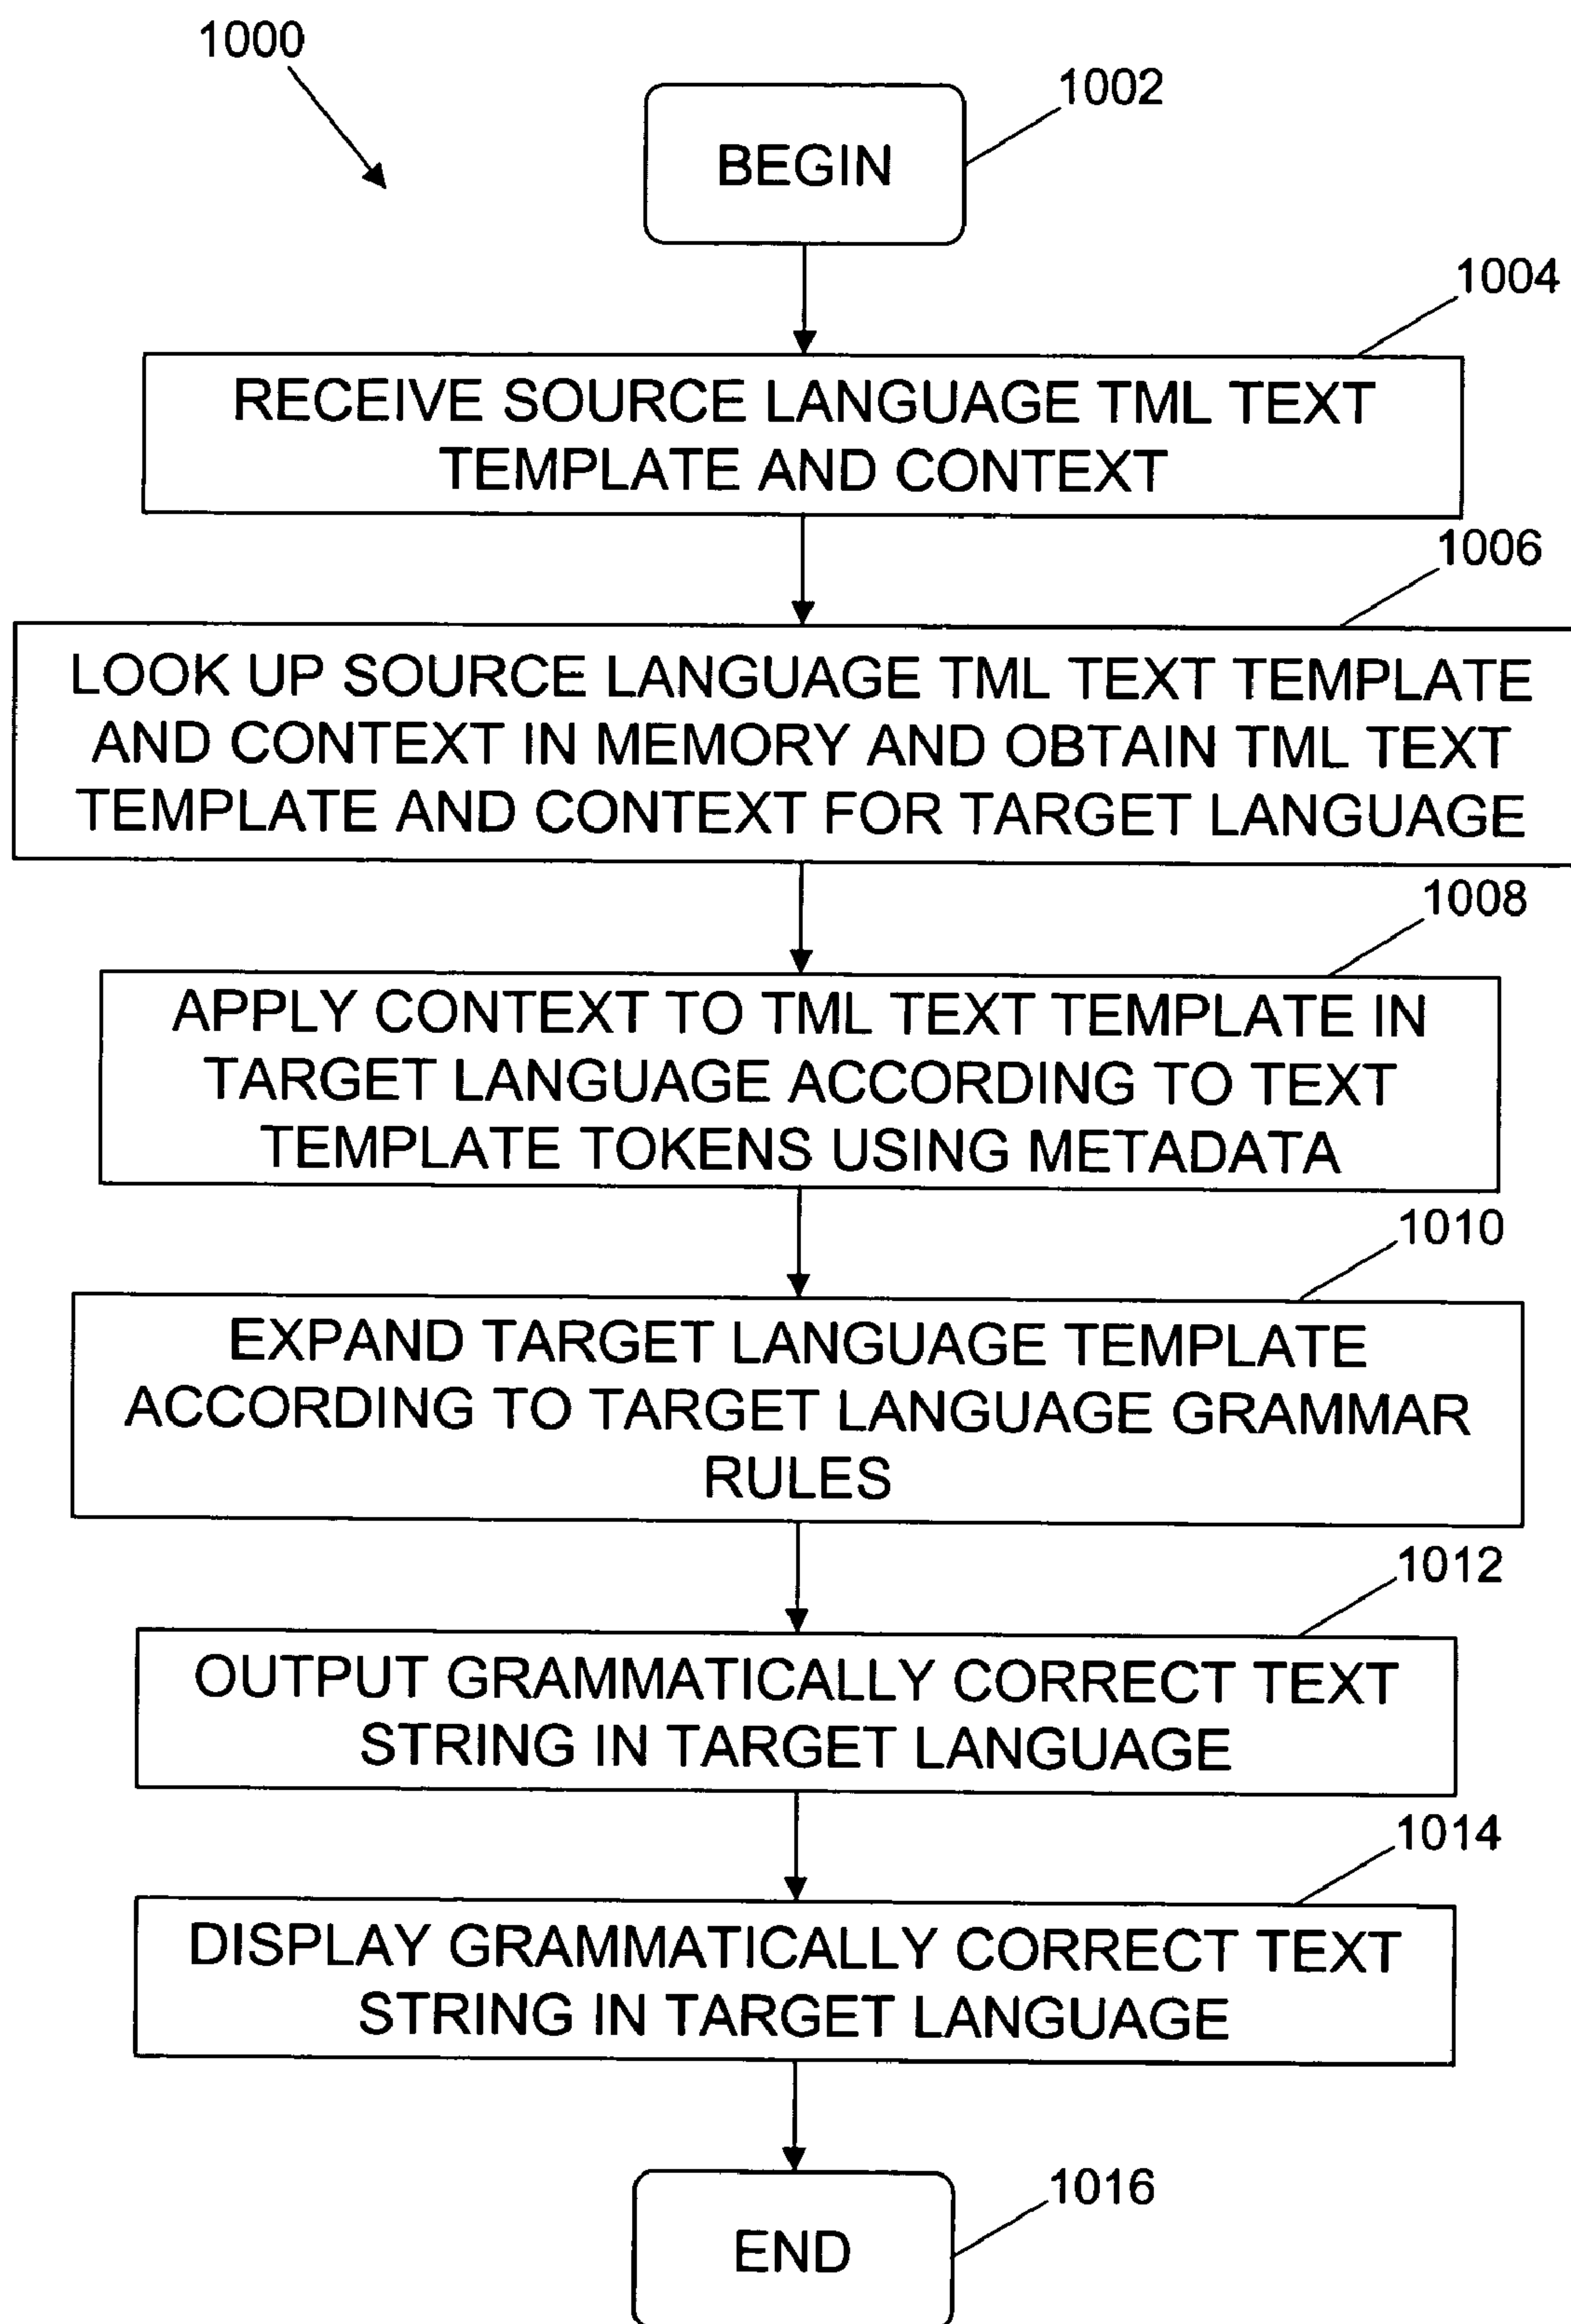 1000
1002
BEGIN
1004
RECEIVE SOURCE LANGUAGE TML TEXT
TEMPLATE AND CONTEXT
1006
LOOK UP SOURCE LANGUAGE TML TEXT TEMPLATE
AND CONTEXT IN MEMORY AND OBTAIN TML TEXT
TEMPLATE AND CONTEXT FOR TARGET LANGUAGE
1008
APPLY CONTEXT TO TML TEXT TEMPLATE IN
TARGET LANGUAGE ACCORDING TO TEXT
TEMPLATE TOKENS USING METADATA
1010
EXPAND TARGET LANGUAGE TEMPLATE
ACCORDING TO TARGET LANGUAGE GRAMMAR
RULES
1012
OUTPUT GRAMMATICALLY CORRECT TEXT
STRING IN TARGET LANGUAGE
1014
DISPLAY GRAMMATICALLY CORRECT TEXT
STRING IN TARGET LANGUAGE
1016
END